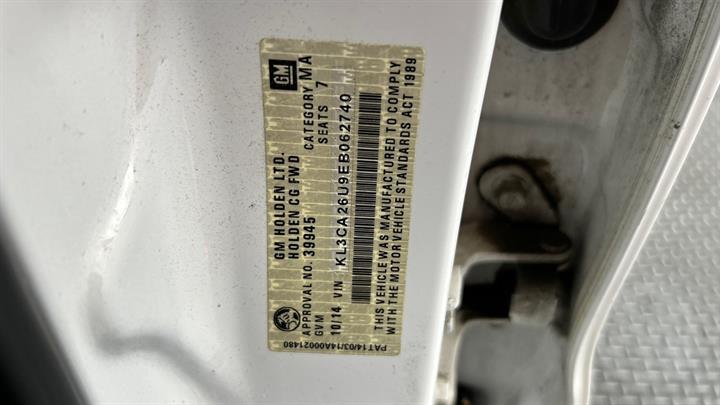 GM
GM HOLDEN LTD.
HOLDEN CG FWD
APPROVAL NO. 39945 CATEGORY MA
GVM SEATS 7
10/14 VIN KL3CA26U9EB062740
THIS VEHICLE WAS MANUFACTURED TO COMPLY
WITH THE MOTOR VEHICLE STANDARDS ACT 1989
PAT14/03/14A00021480